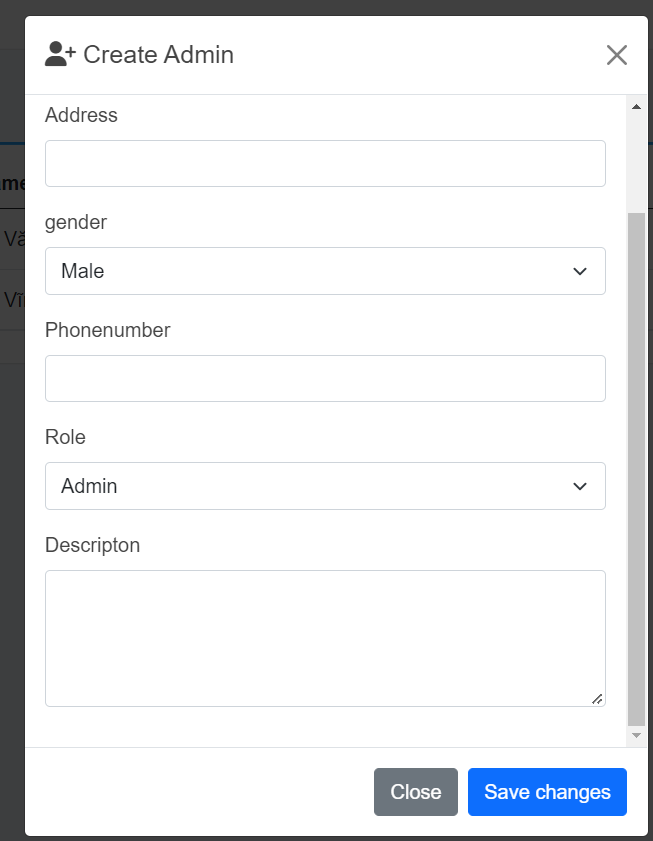 Create Admin
Address
gender
Male
Phonenumber
Role
Admin
Descripton
Close
Save changes